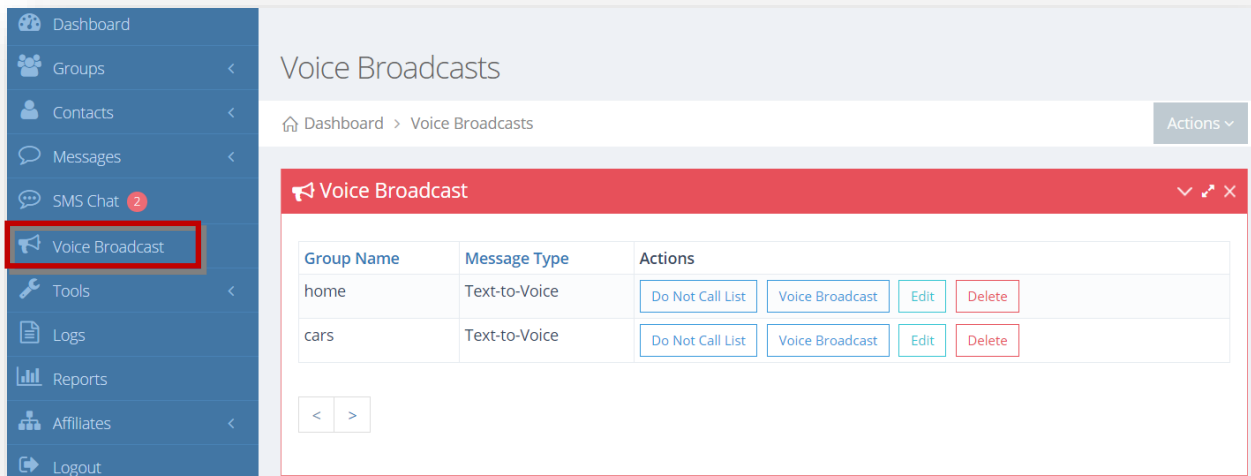 Dashboard
Groups
Contacts
Messages
SMS Chat 2
Voice Broadcast
Tools
Logs
Reports
Affiliates
Logout
Voice Broadcasts
Dashboard > Voice Broadcasts
Actions
Voice Broadcast
Group Name Message Type Actions
home Text-to-Voice Do Not Call List Voice Broadcast Edit Delete
cars Text-to-Voice Do Not Call List Voice Broadcast Edit Delete
< >